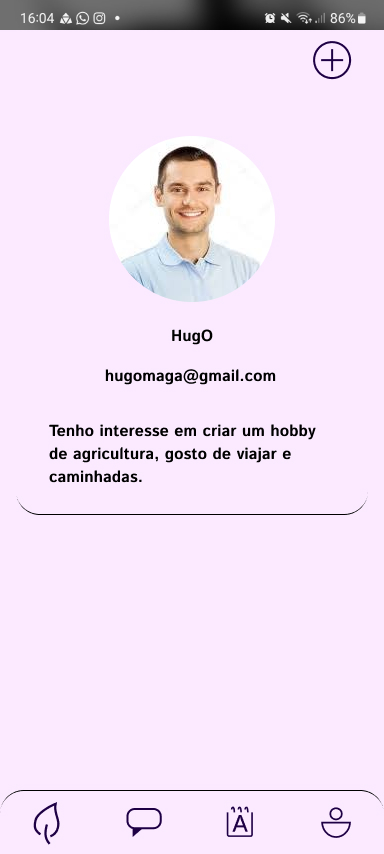 16:04
86%
HugO
hugomaga@gmail.com
Tenho interesse em criar um hobby
de agricultura, gosto de viajar e
caminhadas.
A